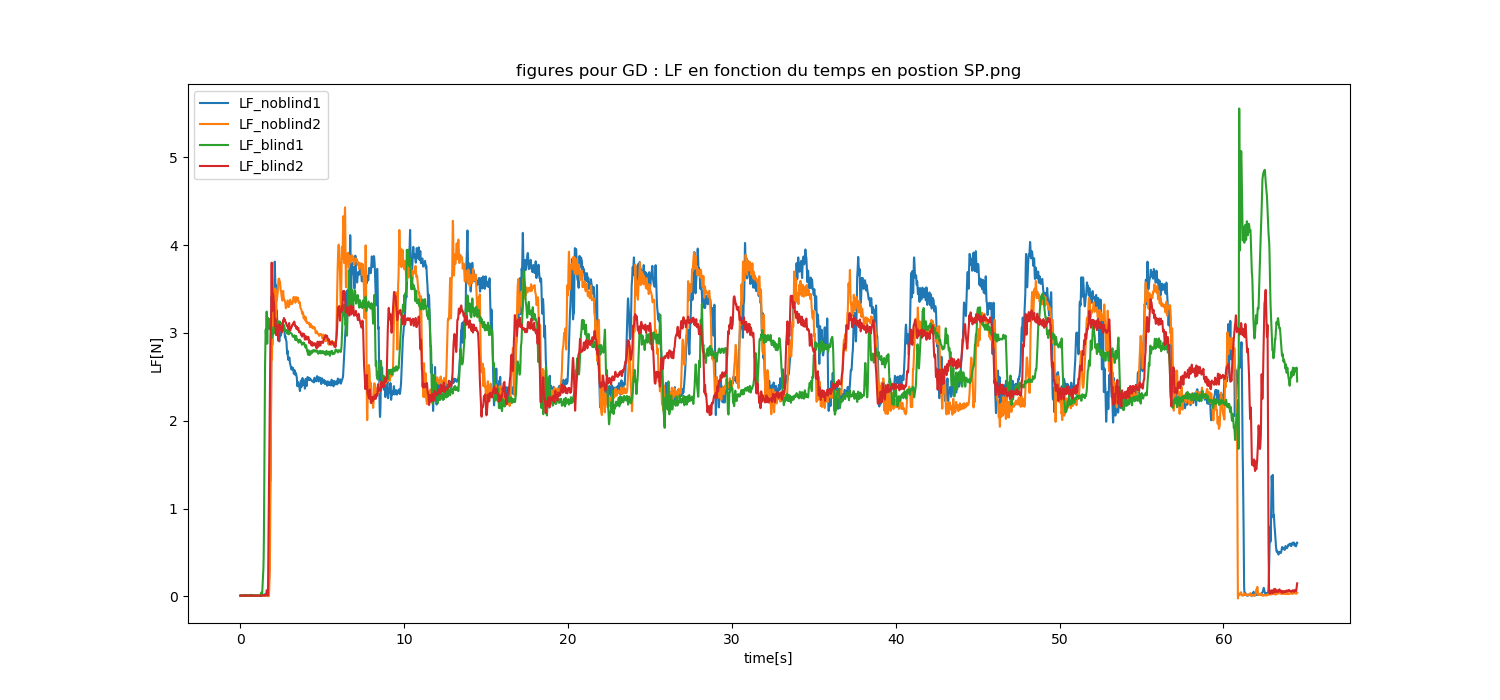 figures pour GD : LF en fonction du temps en postion SP.png
LF_noblind1
LF_noblind2
LF_blind1
LF_blind2
5
4
3
2
1
0
LF[N]
0 10 20 30 40 50 60
time[s]